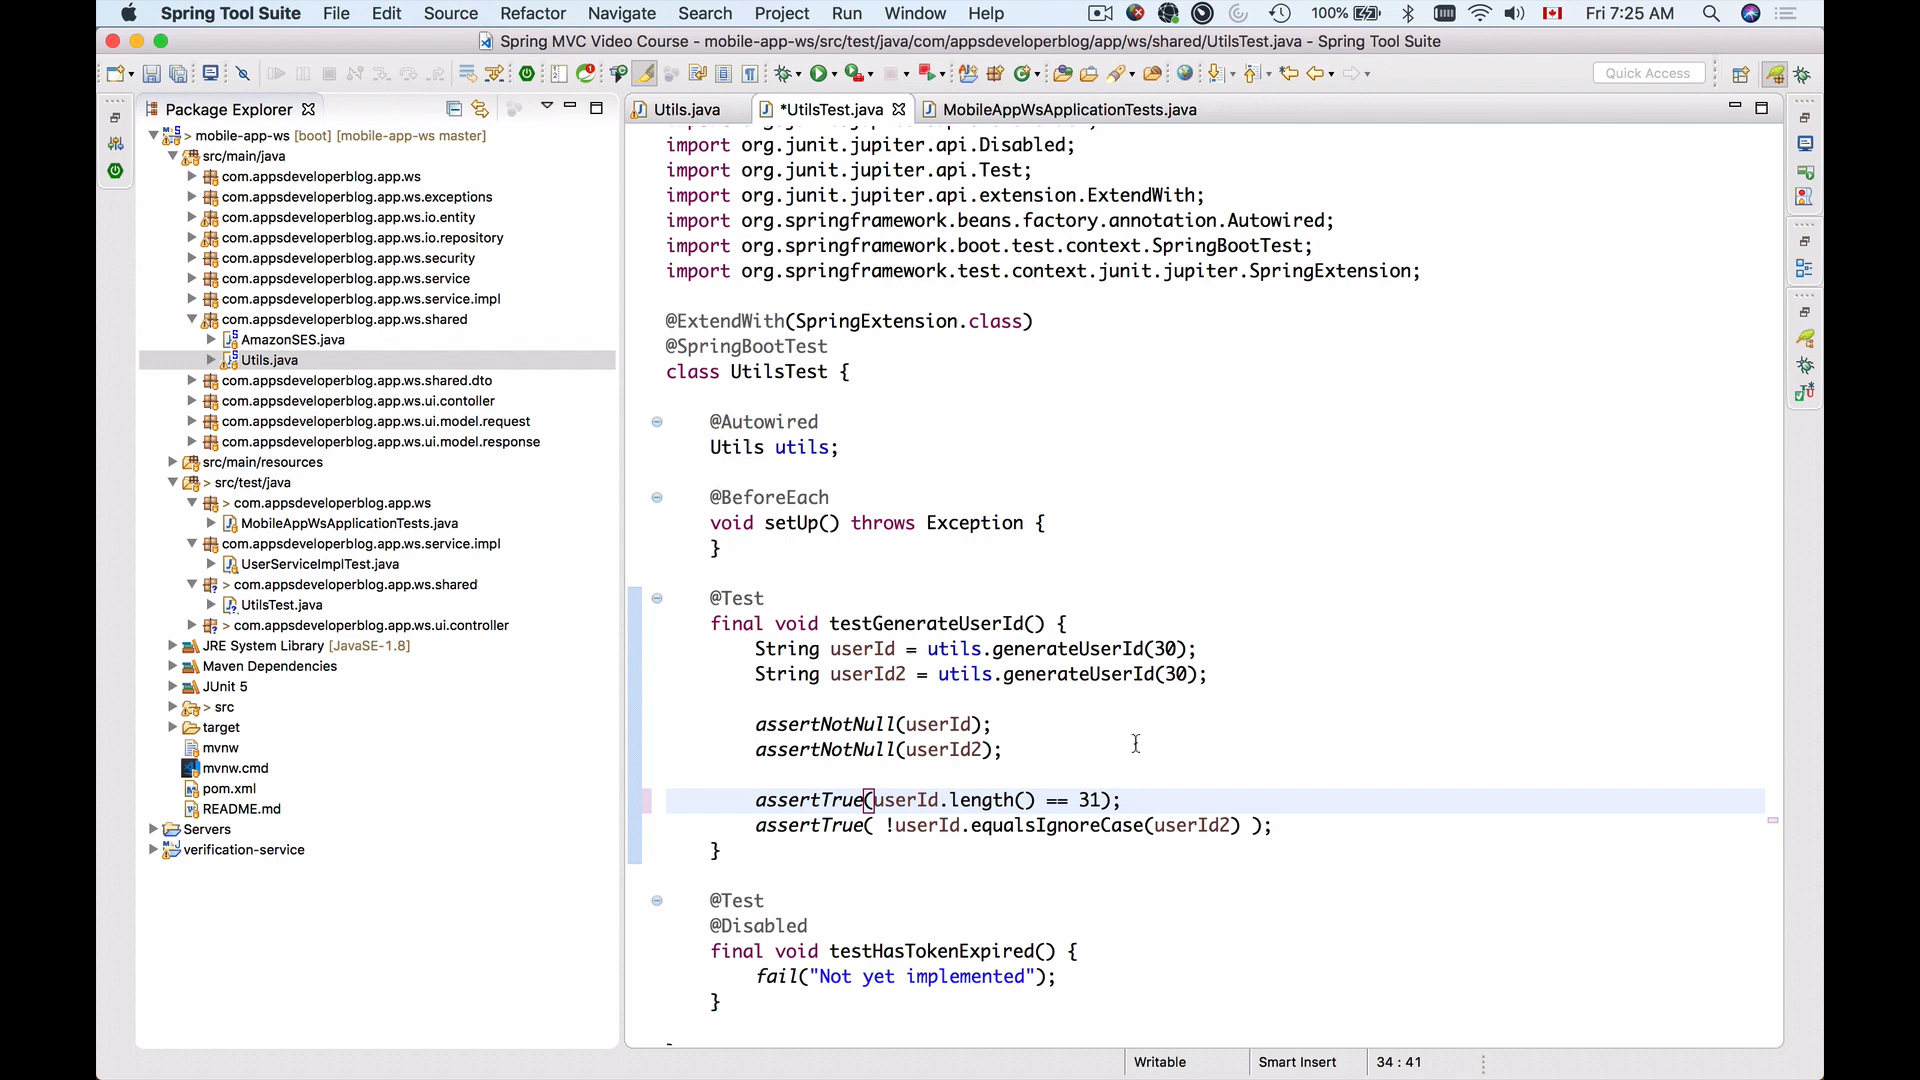 Spring Tool Suite File Edit Source Refactor Navigate Search Project Run Window Help 100% Fri 7:25 AM
Spring MVC Video Course - mobile-app-ws/src/test/java/com/appsdeveloperblog/app/ws/shared/UtilsTest.java - Spring Tool Suite
Quick Access
Package Explorer
Utils.java *UtilsTest.java MobileAppWsApplicationTests.java
> mobile-app-ws [boot] [mobile-app-ws master]
src/main/java
com.appsdeveloperblog.app.ws
com.appsdeveloperblog.app.ws.exceptions
com.appsdeveloperblog.app.ws.io.entity
com.appsdeveloperblog.app.ws.io.repository
com.appsdeveloperblog.app.ws.security
com.appsdeveloperblog.app.ws.service
com.appsdeveloperblog.app.ws.service.impl
com.appsdeveloperblog.app.ws.shared
AmazonSES.java
Utils.java
com.appsdeveloperblog.app.ws.shared.dto
com.appsdeveloperblog.app.ws.ui.contoller
com.appsdeveloperblog.app.ws.ui.model.request
com.appsdeveloperblog.app.ws.ui.model.response
src/main/resources
> src/test/java
> com.appsdeveloperblog.app.ws
MobileAppWsApplicationTests.java
com.appsdeveloperblog.app.ws.service.impl
UserServiceImplTest.java
> com.appsdeveloperblog.app.ws.shared
UtilsTest.java
> com.appsdeveloperblog.app.ws.ui.controller
JRE System Library [JavaSE-1.8]
Maven Dependencies
JUnit 5
> src
target
mvnw
mvnw.cmd
pom.xml
README.md
Servers
verification-service
import org.junit.jupiter.api.Disabled;
import org.junit.jupiter.api.Test;
import org.junit.jupiter.api.extension.ExtendWith;
import org.springframework.beans.factory.annotation.Autowired;
import org.springframework.boot.test.context.SpringBootTest;
import org.springframework.test.context.junit.jupiter.SpringExtension;
@ExtendWith(SpringExtension.class)
@SpringBootTest
class UtilsTest {
@Autowired
Utils utils;
@BeforeEach
void setUp() throws Exception {
}
@Test
final void testGenerateUserId() {
String userId = utils.generateUserId(30);
String userId2 = utils.generateUserId(30);
assertNotNull(userId);
assertNotNull(userId2);
assertTrue(userId.length() == 31);
assertTrue( !userId.equalsIgnoreCase(userId2) );
}
@Test
@Disabled
final void testHasTokenExpired() {
fail("Not yet implemented");
}
Writable Smart Insert 34 : 41